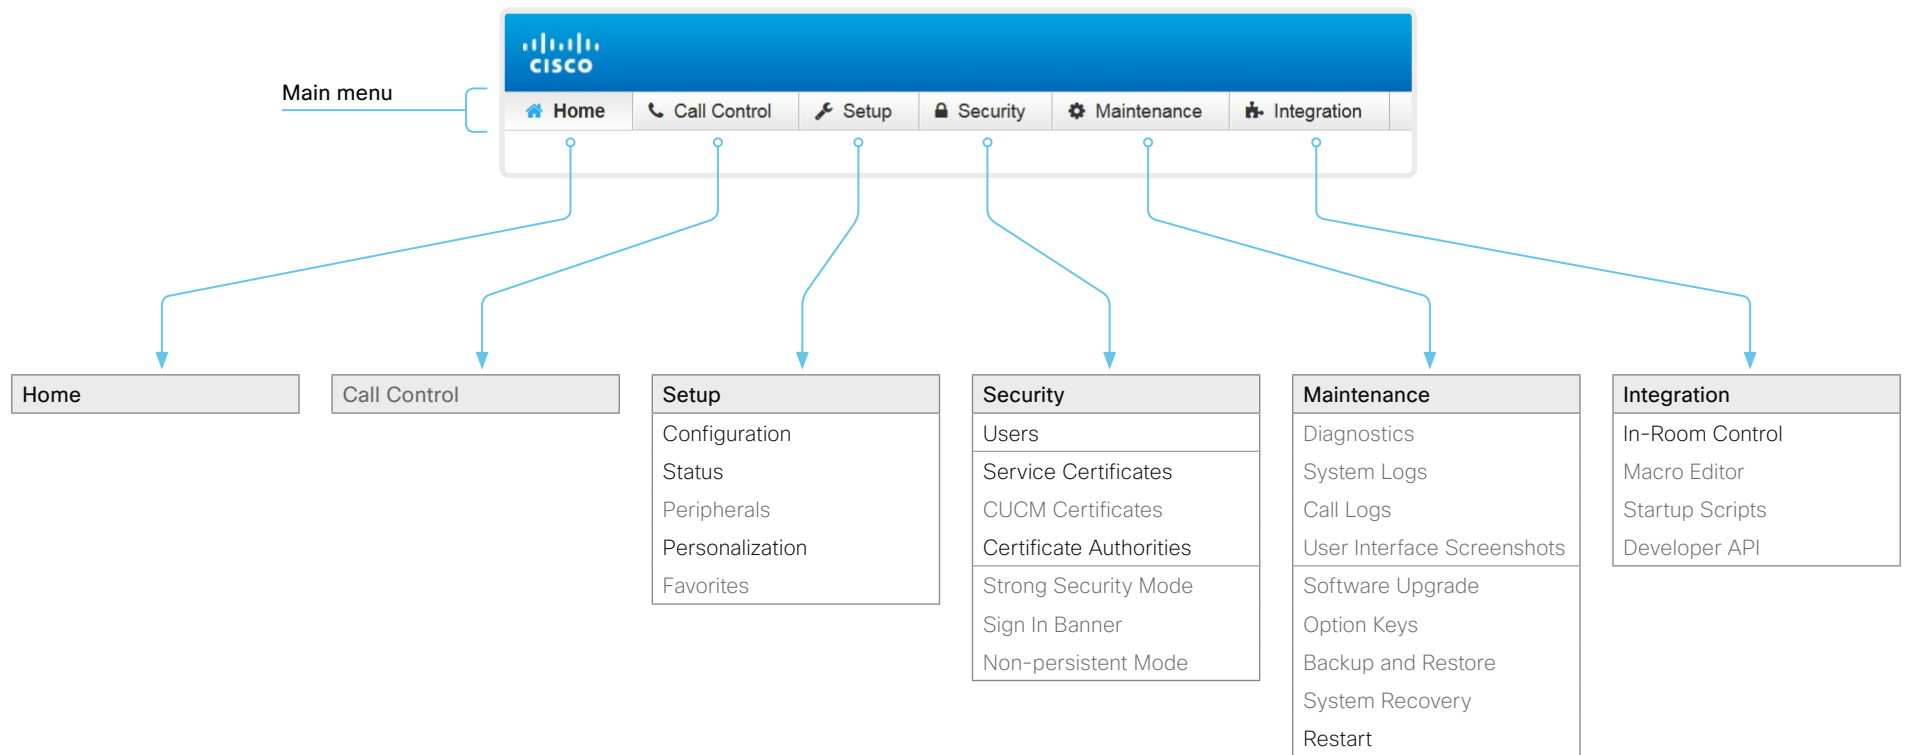 CISCO
Main menu
Home Call Control Setup Security Maintenance Integration
Home
Call Control
Setup
Configuration
Status
Peripherals
Personalization
Favorites
Security
Users
Service Certificates
CUCM Certificates
Certificate Authorities
Strong Security Mode
Sign In Banner
Non-persistent Mode
Maintenance
Diagnostics
System Logs
Call Logs
User Interface Screenshots
Software Upgrade
Option Keys
Backup and Restore
System Recovery
Restart
Integration
In-Room Control
Macro Editor
Startup Scripts
Developer API